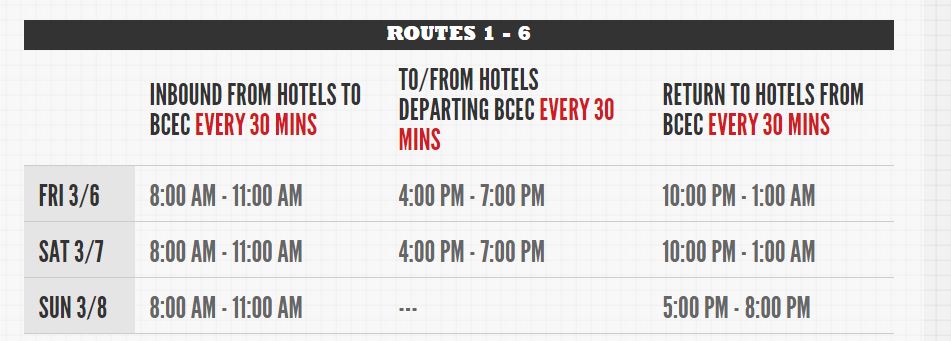 ROUTES 1 - 6
INBOUND FROM HOTELS TO
BCEC EVERY 30 MINS
TO/FROM HOTELS
DEPARTING BCEC EVERY 30
MINS
RETURN TO HOTELS FROM
BCEC EVERY 30 MINS
FRI 3/6 8:00 AM - 11:00 AM 4:00 PM - 7:00 PM 10:00 PM - 1:00 AM
SAT 3/7 8:00 AM - 11:00 AM 4:00 PM - 7:00 PM 10:00 PM - 1:00 AM
SUN 3/8 8:00 AM - 11:00 AM --- 5:00 PM - 8:00 PM